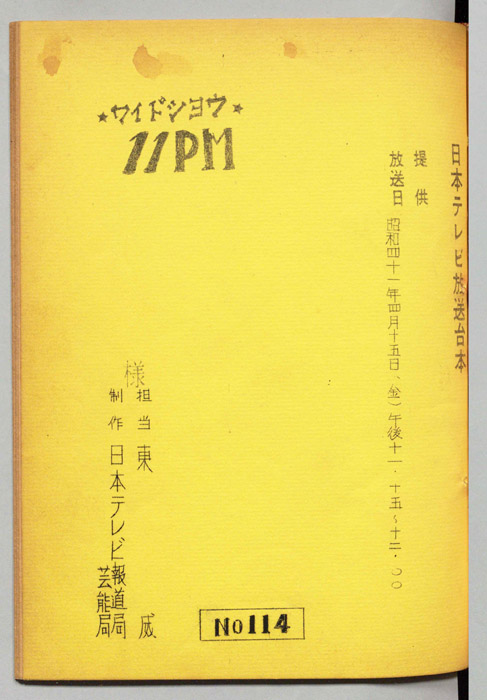 日本テレビ放送台本
提供
放送日 昭和四十一年四月十五日、(金)午後十一・十五~十二・〇〇
★ワイドショウ★
11PM
担当 東 威
制作 日本テレビ報道局
芸能局
様
No114